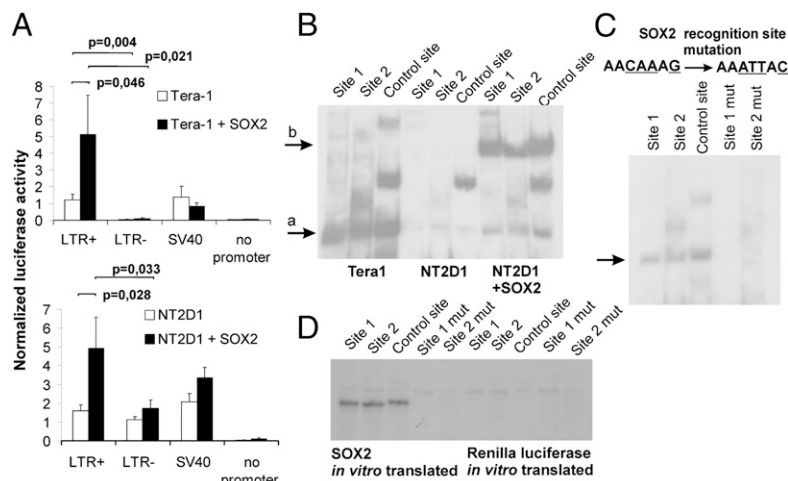 A
p=0,004
p=0,021
p=0,046
Normalized luciferase activity
8
7
6
5
4
3
2
1
0
Tera-1
Tera-1 + SOX2
LTR+ LTR- SV40 no promoter
p=0,033
p=0,028
7
6
5
4
3
2
1
0
NT2D1
NT2D1 + SOX2
LTR+ LTR- SV40 no promoter
B
Site 1 Site 2 Control site Site 1 Site 2 Control site Site 1 Site 2 Control site
b
a
Tera1 NT2D1 NT2D1 +SOX2
C
SOX2 recognition site mutation
AACAAAG AAATTAC
Site 1 Site 2 Control site Site 1 mut Site 2 mut
D
Site 1 Site 2 Control site Site 1 mut Site 2 mut Site 1 Site 2 Control site Site 1 mut Site 2 mut
SOX2 in vitro translated
Renilla luciferase in vitro translated